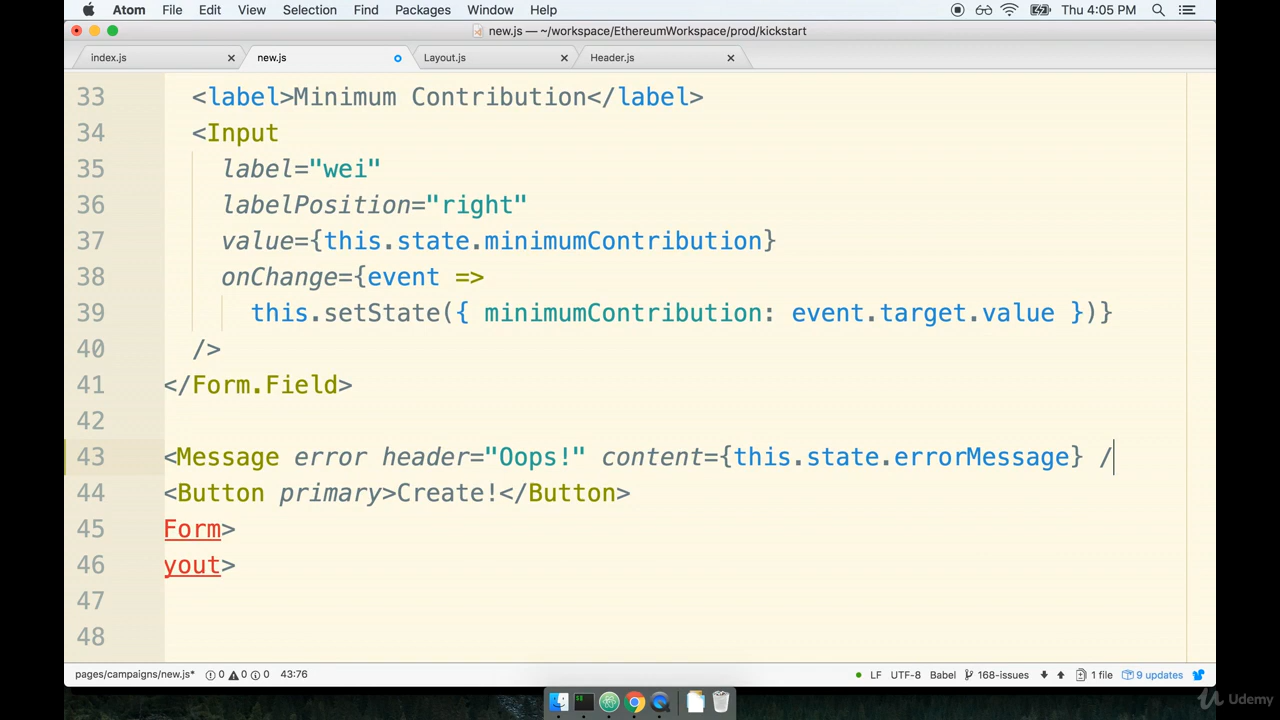 Atom File Edit View Selection Find Packages Window Help Thu 4:05 PM
new.js — ~/workspace/EthereumWorkspace/prod/kickstart
index.js new.js Layout.js Header.js
33 <label>Minimum Contribution</label>
34 <Input
35 label="wei"
36 labelPosition="right"
37 value={this.state.minimumContribution}
38 onChange={event =>
39 this.setState({ minimumContribution: event.target.value })}
40 />
41 </Form.Field>
42
43 <Message error header="Oops!" content={this.state.errorMessage} /
44 <Button primary>Create!</Button>
45 Form>
46 yout>
47
48
pages/campaigns/new.js* 0 0 0 43:76 LF UTF-8 Babel 168-issues 1 file 9 updates
Udemy